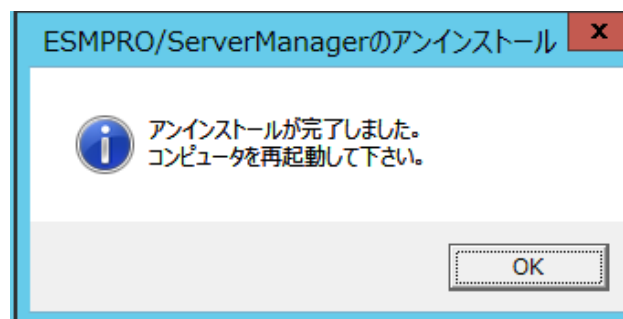 ESMPRO/ServerManagerのアンインストール
x
アンインストールが完了しました。
コンピュータを再起動して下さい。
OK